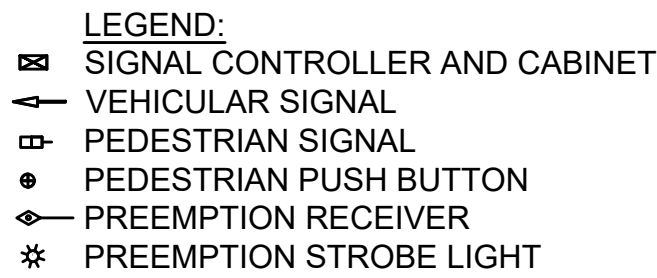 LEGEND:
SIGNAL CONTROLLER AND CABINET
VEHICULAR SIGNAL
PEDESTRIAN SIGNAL
PEDESTRIAN PUSH BUTTON
PREEMPTION RECEIVER
PREEMPTION STROBE LIGHT